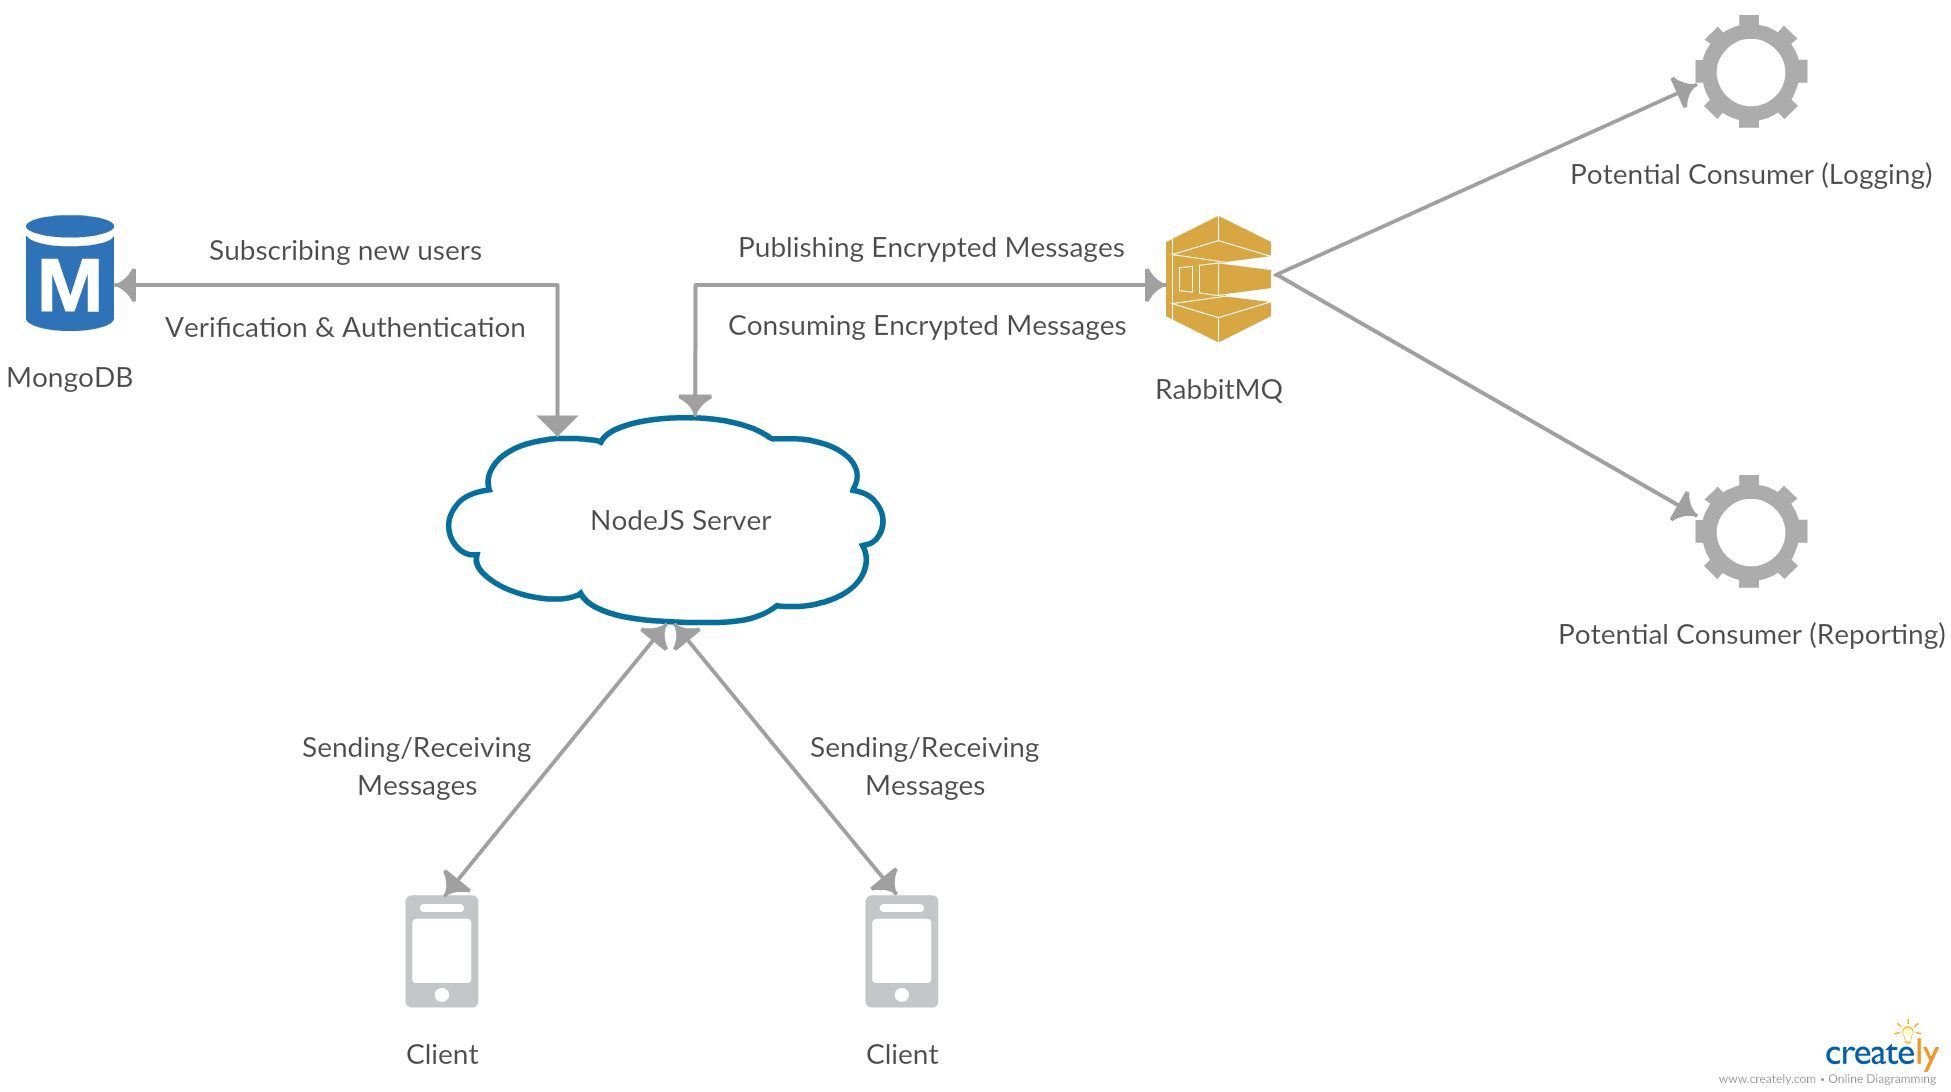 Potential Consumer (Logging)
Subscribing new users
Publishing Encrypted Messages
M
Verification & Authentication
Consuming Encrypted Messages
MongoDB
RabbitMQ
NodeJS Server
Potential Consumer (Reporting)
Sending/Receiving
Messages
Sending/Receiving
Messages
Client
Client
creately
www.creately.com • Online Diagramming